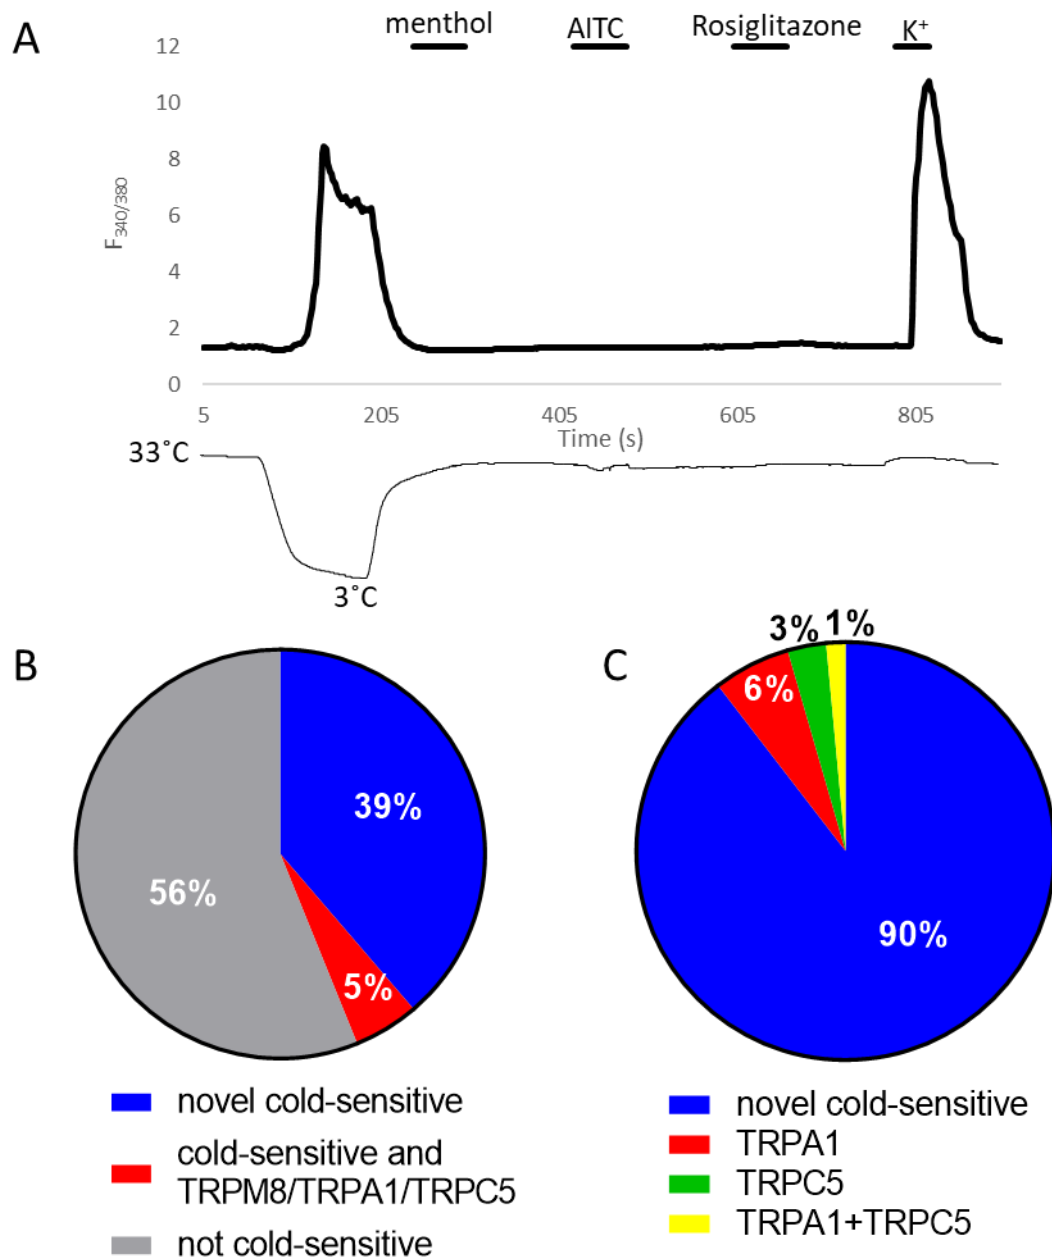 A
menthol
AITC
Rosiglitazone
K⁺
12
10
8
6
4
2
0
F340/380
5
205
405
605
805
Time (s)
33˚C
3˚C
B
39%
56%
5%
novel cold-sensitive
cold-sensitive and
TRPM8/TRPA1/TRPC5
not cold-sensitive
C
3%
1%
6%
90%
novel cold-sensitive
TRPA1
TRPC5
TRPA1+TRPC5